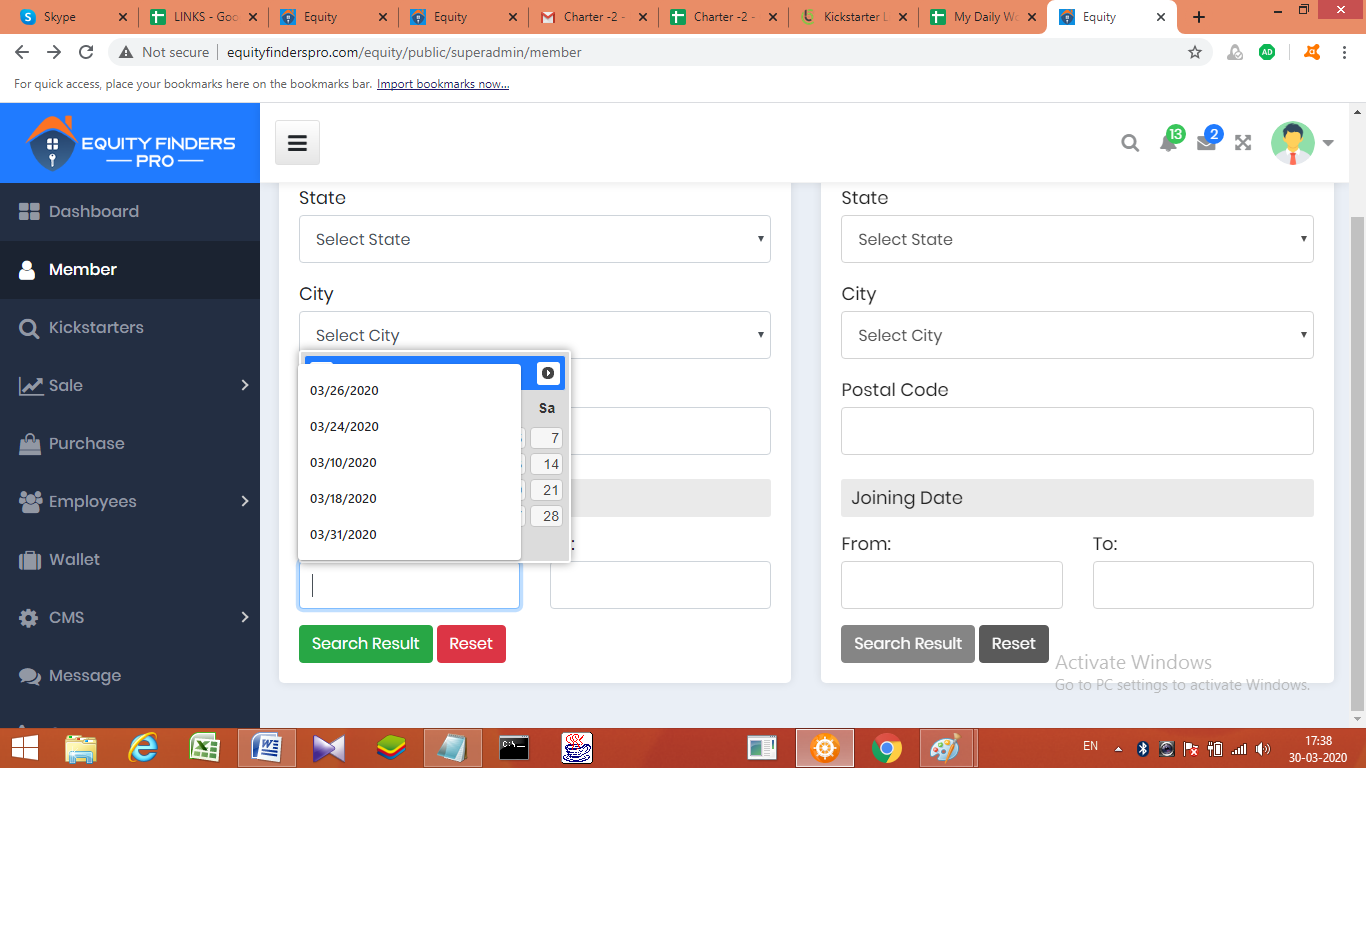 Skype
LINKS - Goo
Equity
Equity
Charter -2 -
Charter -2 -
Kickstarter L
My Daily Wo
Equity
Not secure
equityfinderspro.com/equity/public/superadmin/member
AD
For quick access, place your bookmarks here on the bookmarks bar. Import bookmarks now...
EQUITY FINDERS
PRO
13
2
Dashboard
Member
Kickstarters
Sale
Purchase
Employees
Wallet
CMS
Message
State
Select State
City
Select City
03/26/2020
03/24/2020
03/10/2020
03/18/2020
03/31/2020
Sa
7
14
21
28
:
Search Result
Reset
State
Select State
City
Select City
Postal Code
Joining Date
From:
To:
Search Result
Reset
Activate Windows
Go to PC settings to activate Windows.
EN
17:38
30-03-2020